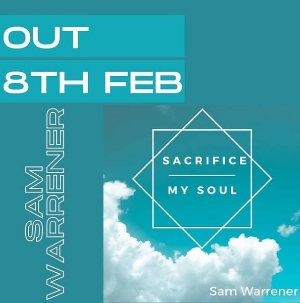 OUT
8TH FEB
SAM
WARRENER
SACRIFICE
MY SOUL
Sam Warrener